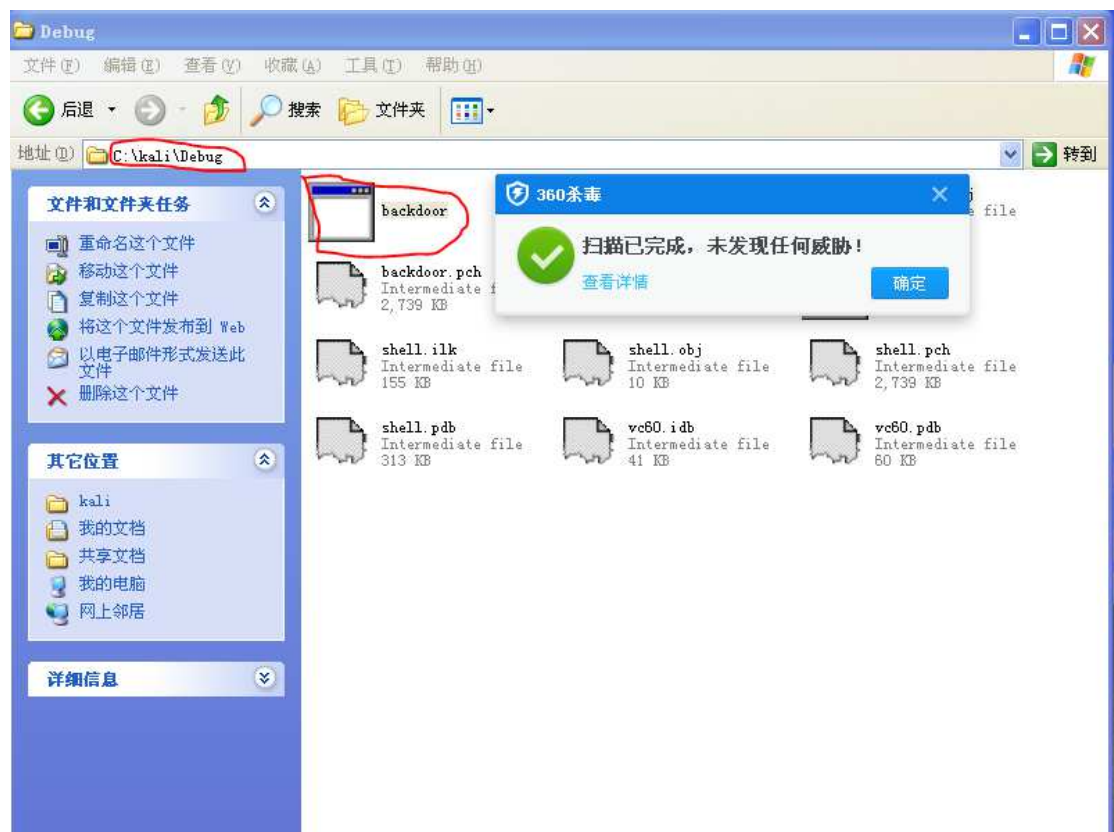 Debug
文件(F) 编辑(E) 查看(V) 收藏(A) 工具(T) 帮助(H)
后退 搜索 文件夹
地址(D) C:\kali\Debug 转到
文件和文件夹任务
重命名这个文件
移动这个文件
复制这个文件
将这个文件发布到 Web
以电子邮件形式发送此
文件
删除这个文件
其它位置
kali
我的文档
共享文档
我的电脑
网上邻居
详细信息
backdoor
360杀毒
扫描已完成，未发现任何威胁！
查看详情
确定
file
backdoor.pch
Intermediate
2,739 KB
shell.ilk
Intermediate file
155 KB
shell.obj
Intermediate file
10 KB
shell.pch
Intermediate file
2,739 KB
shell.pdb
Intermediate file
313 KB
vc60.idb
Intermediate file
41 KB
vc60.pdb
Intermediate file
60 KB